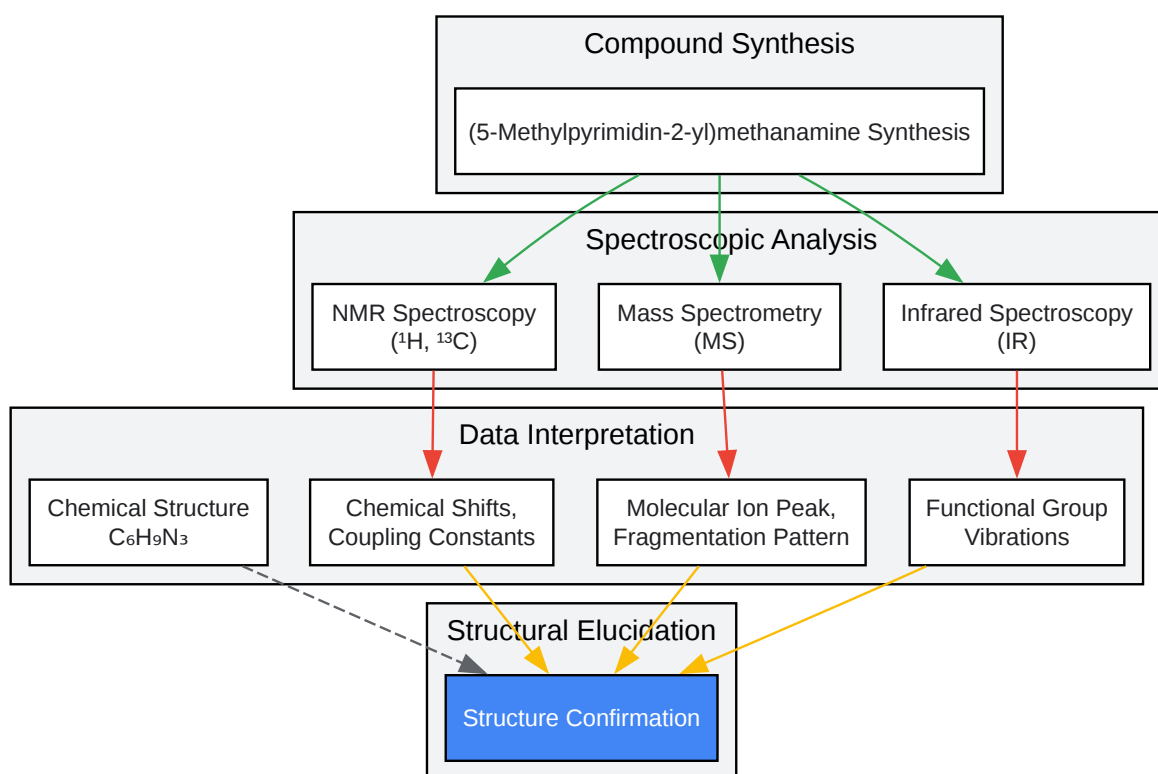 Compound Synthesis
(5-Methylpyrimidin-2-yl)methanamine Synthesis
Spectroscopic Analysis
NMR Spectroscopy
(¹H, ¹³C)
Mass Spectrometry
(MS)
Infrared Spectroscopy
(IR)
Data Interpretation
Chemical Structure
C₆H₉N₃
Chemical Shifts,
Coupling Constants
Molecular Ion Peak,
Fragmentation Pattern
Functional Group
Vibrations
Structural Elucidation
Structure Confirmation